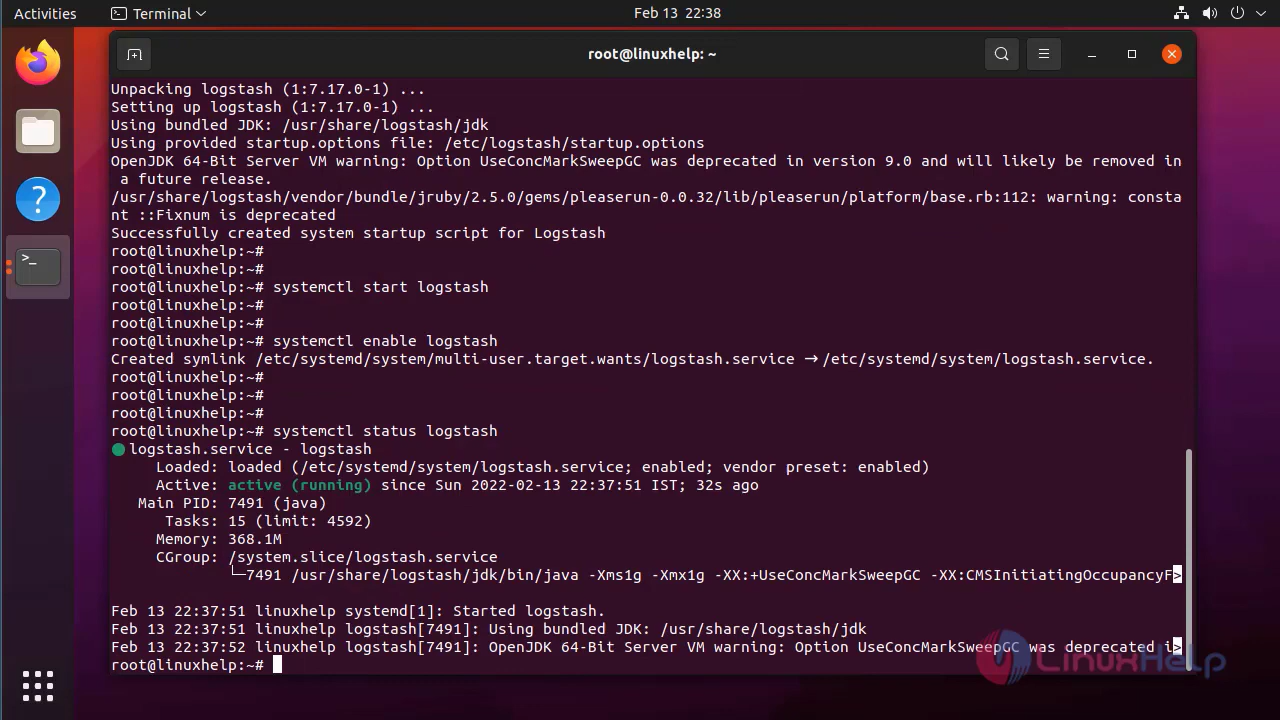 Activities Terminal Feb 13 22:38
root@linuxhelp: ~
Unpacking logstash (1:7.17.0-1) ...
Setting up logstash (1:7.17.0-1) ...
Using bundled JDK: /usr/share/logstash/jdk
Using provided startup.options file: /etc/logstash/startup.options
OpenJDK 64-Bit Server VM warning: Option UseConcMarkSweepGC was deprecated in version 9.0 and will likely be removed in
 a future release.
/usr/share/logstash/vendor/bundle/jruby/2.5.0/gems/pleaserun-0.0.32/lib/pleaserun/platform/base.rb:112: warning: consta
nt ::Fixnum is deprecated
Successfully created system startup script for Logstash
root@linuxhelp:~#
root@linuxhelp:~#
root@linuxhelp:~# systemctl start logstash
root@linuxhelp:~#
root@linuxhelp:~#
root@linuxhelp:~# systemctl enable logstash
Created symlink /etc/systemd/system/multi-user.target.wants/logstash.service → /etc/systemd/system/logstash.service.
root@linuxhelp:~#
root@linuxhelp:~#
root@linuxhelp:~#
root@linuxhelp:~# systemctl status logstash
● logstash.service - logstash
Loaded: loaded (/etc/systemd/system/logstash.service; enabled; vendor preset: enabled)
Active: active (running) since Sun 2022-02-13 22:37:51 IST; 32s ago
Main PID: 7491 (java)
Tasks: 15 (limit: 4592)
Memory: 368.1M
CGroup: /system.slice/logstash.service
└─7491 /usr/share/logstash/jdk/bin/java -Xms1g -Xmx1g -XX:+UseConcMarkSweepGC -XX:CMSInitiatingOccupancyF>
Feb 13 22:37:51 linuxhelp systemd[1]: Started logstash.
Feb 13 22:37:51 linuxhelp logstash[7491]: Using bundled JDK: /usr/share/logstash/jdk
Feb 13 22:37:52 linuxhelp logstash[7491]: OpenJDK 64-Bit Server VM warning: Option UseConcMarkSweepGC was deprecated i>
root@linuxhelp:~#
LinuxHelp